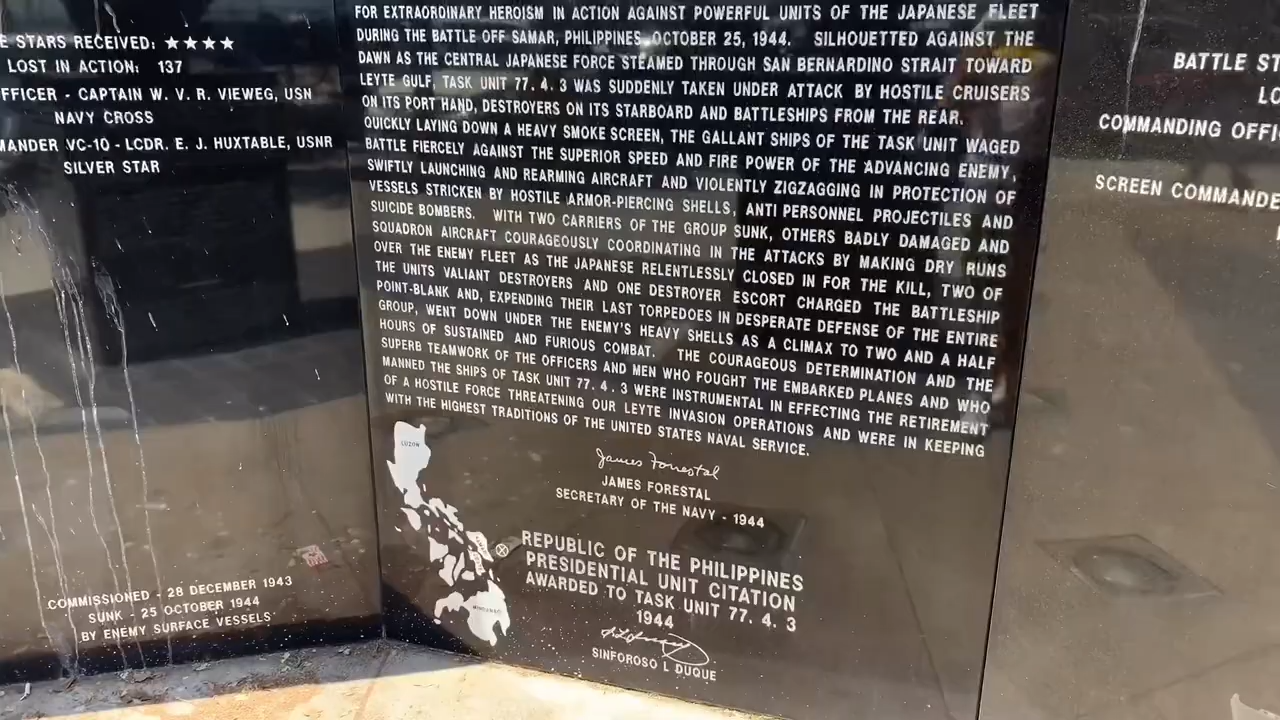 E STARS RECEIVED: ★★★★
LOST IN ACTION: 137
FFICER - CAPTAIN W. V. R. VIEWEG, USN
NAVY CROSS
MANDER VC-10 - LCDR. E. J. HUXTABLE, USNR
SILVER STAR
COMMISSIONED - 28 DECEMBER 1943
SUNK - 25 OCTOBER 1944
BY ENEMY SURFACE VESSELS
FOR EXTRAORDINARY HEROISM IN ACTION AGAINST POWERFUL UNITS OF THE JAPANESE FLEET
DURING THE BATTLE OFF SAMAR, PHILIPPINES, OCTOBER 25, 1944. SILHOUETTED AGAINST THE
DAWN AS THE CENTRAL JAPANESE FORCE STEAMED THROUGH SAN BERNARDINO STRAIT TOWARD
LEYTE GULF, TASK UNIT 77. 4. 3 WAS SUDDENLY TAKEN UNDER ATTACK BY HOSTILE CRUISERS
ON ITS PORT HAND, DESTROYERS ON ITS STARBOARD AND BATTLESHIPS FROM THE REAR.
QUICKLY LAYING DOWN A HEAVY SMOKE SCREEN, THE GALLANT SHIPS OF THE TASK UNIT WAGED
BATTLE FIERCELY AGAINST THE SUPERIOR SPEED AND FIRE POWER OF THE ADVANCING ENEMY,
SWIFTLY LAUNCHING AND REARMING AIRCRAFT AND VIOLENTLY ZIGZAGGING IN PROTECTION OF
VESSELS STRICKEN BY HOSTILE ARMOR-PIERCING SHELLS, ANTI PERSONNEL PROJECTILES AND
SUICIDE BOMBERS. WITH TWO CARRIERS OF THE GROUP SUNK, OTHERS BADLY DAMAGED AND
SQUADRON AIRCRAFT COURAGEOUSLY COORDINATING IN THE ATTACKS BY MAKING DRY RUNS
OVER THE ENEMY FLEET AS THE JAPANESE RELENTLESSLY CLOSED IN FOR THE KILL, TWO OF
THE UNITS VALIANT DESTROYERS AND ONE DESTROYER ESCORT CHARGED THE BATTLESHIP
POINT-BLANK AND, EXPENDING THEIR LAST TORPEDOES IN DESPERATE DEFENSE OF THE ENTIRE
GROUP, WENT DOWN UNDER THE ENEMY'S HEAVY SHELLS AS A CLIMAX TO TWO AND A HALF
HOURS OF SUSTAINED AND FURIOUS COMBAT. THE COURAGEOUS DETERMINATION AND THE
SUPERB TEAMWORK OF THE OFFICERS AND MEN WHO FOUGHT THE EMBARKED PLANES AND WHO
MANNED THE SHIPS OF TASK UNIT 77. 4. 3 WERE INSTRUMENTAL IN EFFECTING THE RETIREMENT
OF A HOSTILE FORCE THREATENING OUR LEYTE INVASION OPERATIONS AND WERE IN KEEPING
WITH THE HIGHEST TRADITIONS OF THE UNITED STATES NAVAL SERVICE.
James Forrestal
JAMES FORESTAL
SECRETARY OF THE NAVY - 1944
LUZON
MINDANAO
REPUBLIC OF THE PHILIPPINES
PRESIDENTIAL UNIT CITATION
AWARDED TO TASK UNIT 77. 4. 3
1944
SINFOROSO L DUQUE
BATTLE ST
LO
COMMANDING OFFI
SCREEN COMMANDE